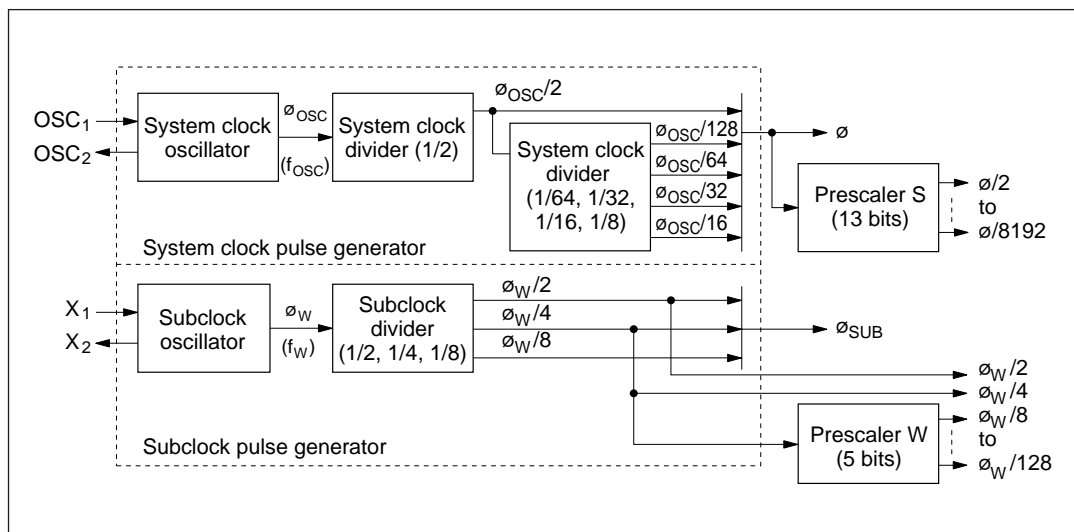 OSC1
OSC2
System clock
oscillator
øOSC
(fOSC)
System clock
divider (1/2)
øOSC/2
System clock
divider
(1/64, 1/32,
1/16, 1/8)
øOSC/128
øOSC/64
øOSC/32
øOSC/16
ø
Prescaler S
(13 bits)
ø/2
to
ø/8192
System clock pulse generator
X1
X2
Subclock
oscillator
øW
(fW)
Subclock
divider
(1/2, 1/4, 1/8)
øW/2
øW/4
øW/8
øSUB
øW/2
øW/4
Prescaler W
(5 bits)
øW/8
to
øW/128
Subclock pulse generator